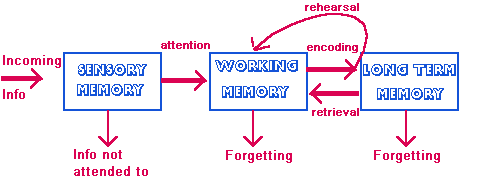 rehearsal
Incoming
Info
SENSORY
MEMORY
attention
WORKING
MEMORY
encoding
retrieval
LONG TERM
MEMORY
Info not
attended to
Forgetting
Forgetting